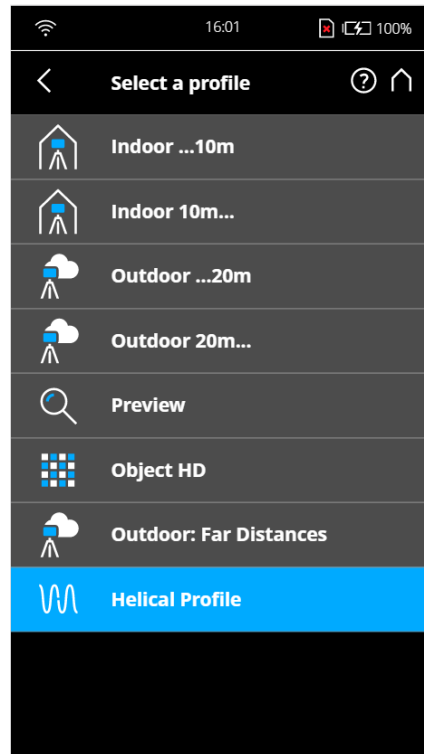 16:01
100%
Select a profile
?
Indoor ...10m
Indoor 10m...
Outdoor ...20m
Outdoor 20m...
Preview
Object HD
Outdoor: Far Distances
Helical Profile